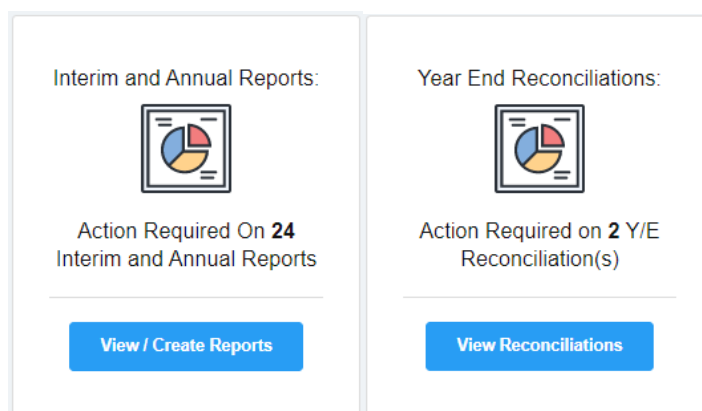 Interim and Annual Reports:
Action Required On 24
Interim and Annual Reports
View / Create Reports
Year End Reconciliations:
Action Required on 2 Y/E
Reconciliation(s)
View Reconciliations